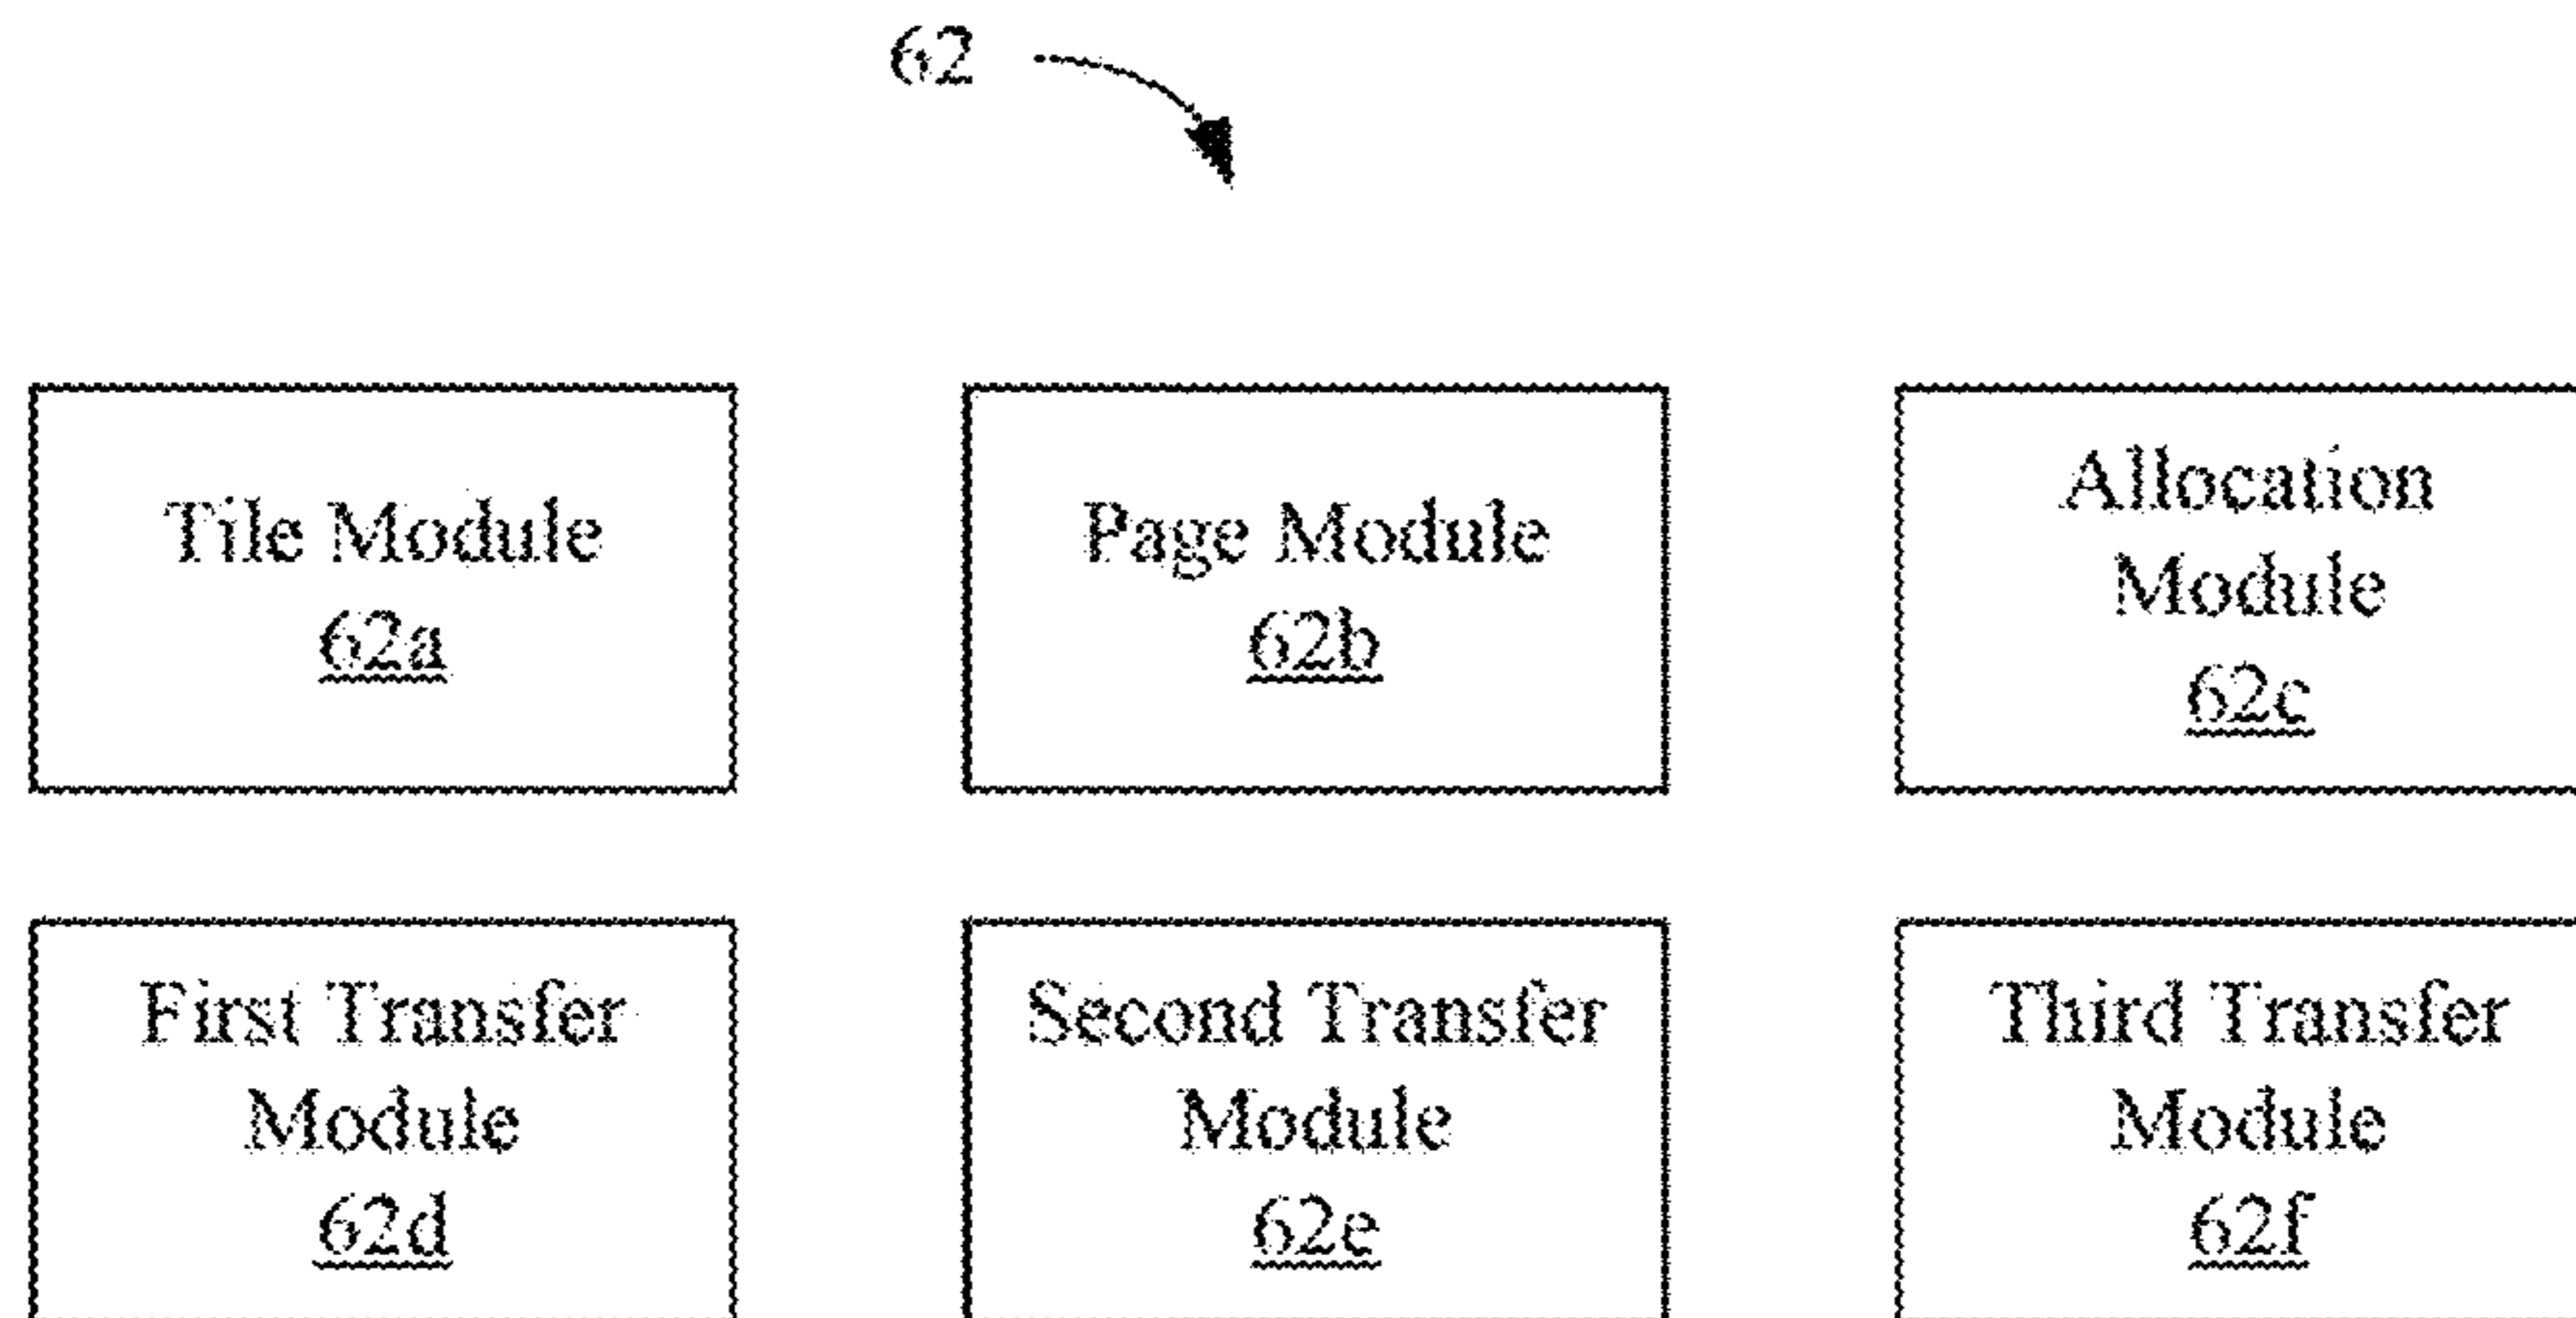 62
Tile Module
62a
Page Module
62b
Allocation
Module
62c
First Transfer
Module
62d
Second Transfer
Module
62e
Third Transfer
Module
62f